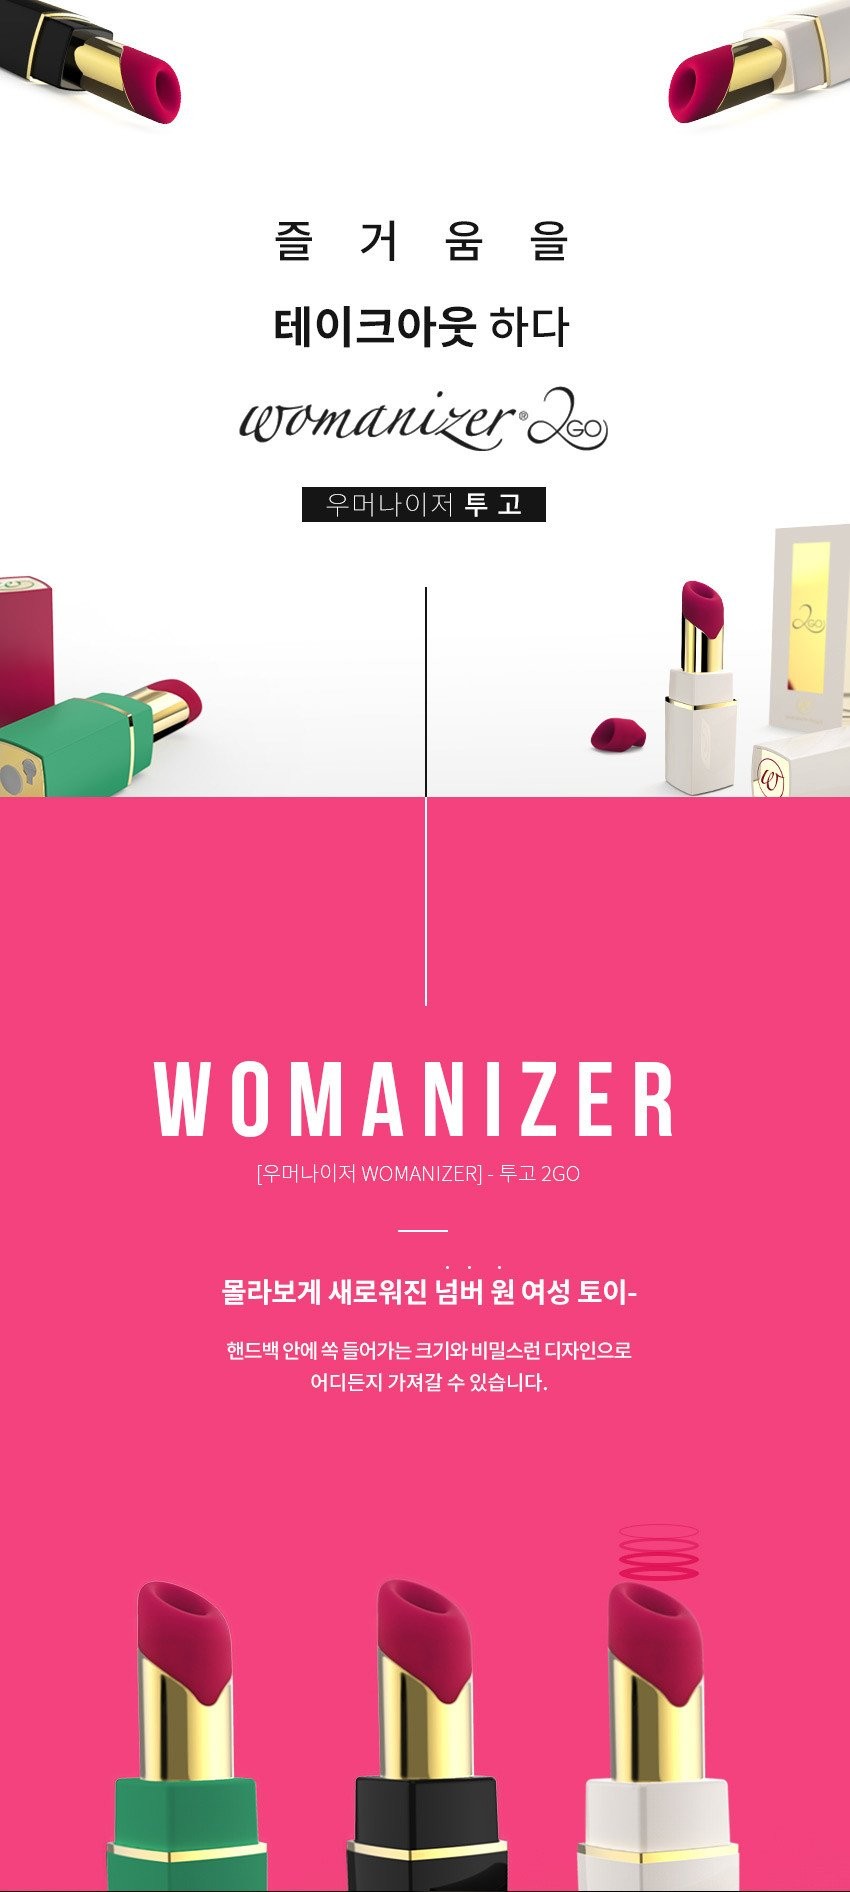 즐거움을
테이크아웃 하다
womanizer® 2GO
우머나이저 투고
2GO
w
WOMANIZER
[우머나이저 WOMANIZER] - 투고 2GO
몰라보게 새로워진 넘버 원 여성 토이-
핸드백 안에 쏙 들어가는 크기와 비밀스런 디자인으로
어디든지 가져갈 수 있습니다.